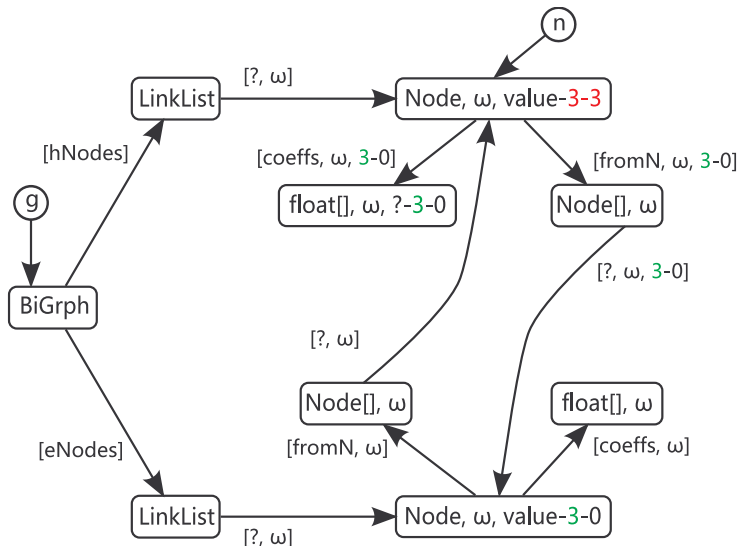 n
[?, ω]
LinkList
Node, ω, value-3-3
[hNodes]
[coeffs, ω, 3-0]
[fromN, ω, 3-0]
g
float[], ω, ?-3-0
Node[], ω
[?, ω, 3-0]
BiGrph
[?, ω]
Node[], ω
float[], ω
[eNodes]
[fromN, ω]
[coeffs, ω]
LinkList
Node, ω, value-3-0
[?, ω]